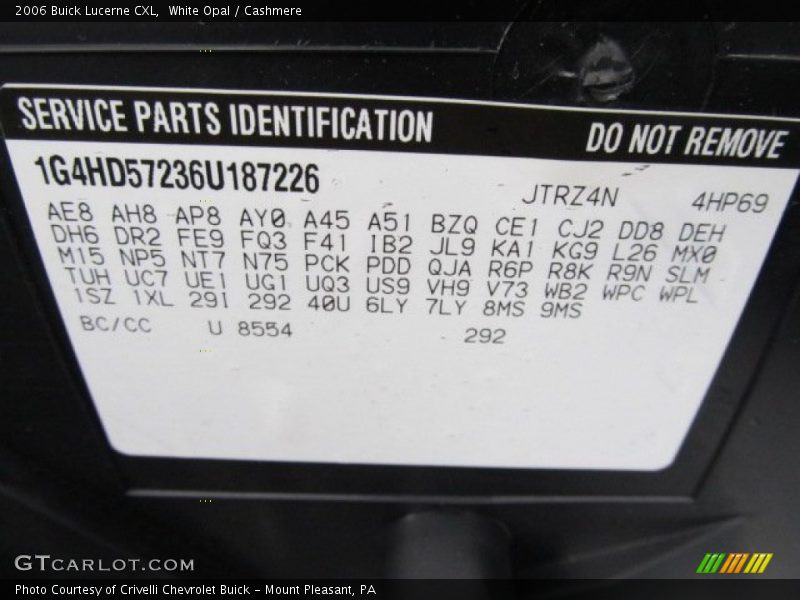 2006 Buick Lucerne CXL,  White Opal / Cashmere
SERVICE PARTS IDENTIFICATION DO NOT REMOVE
1G4HD57236U187226 JTRZ4N 4HP69
AE8 AH8 AP8 AY0 A45 A51 BZQ CE1 CJ2 DD8 DEH
DH6 DR2 FE9 FQ3 F41 IB2 JL9 KA1 KG9 L26 MX0
M15 NP5 NT7 N75 PCK PDD QJA R6P R8K R9N SLM
TUH UC7 UE1 UG1 UQ3 US9 VH9 V73 WB2 WPC WPL
1SZ 1XL 29I 292 40U 6LY 7LY 8MS 9MS
BC/CC U 8554 292
GTCARLOT.COM
Photo Courtesy of Crivelli Chevrolet Buick - Mount Pleasant, PA